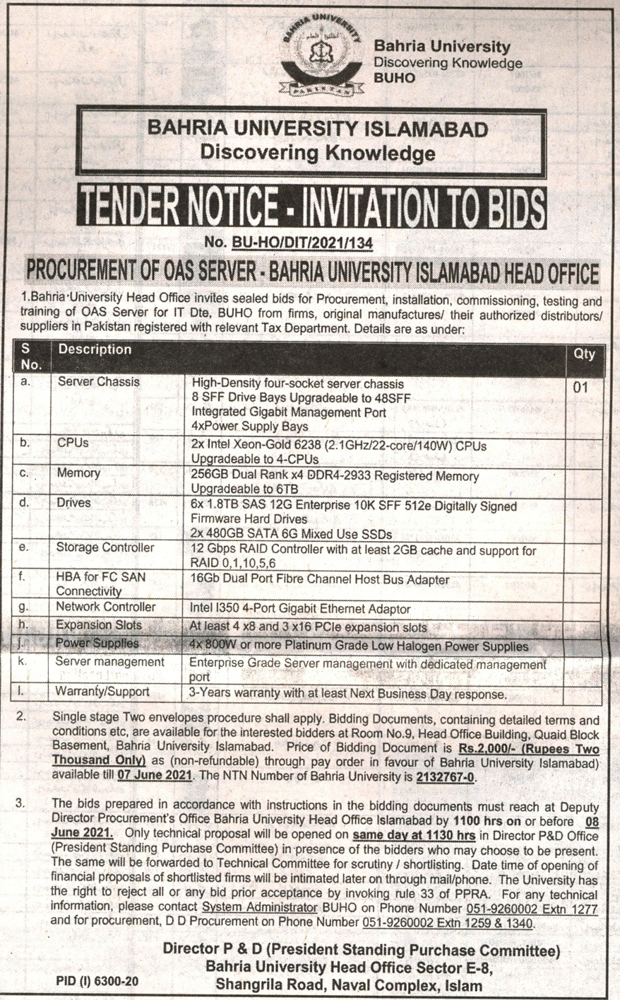 BAHRIA UNIVERSITY
PAKISTAN
Bahria University
Discovering Knowledge
BUHO
BAHRIA UNIVERSITY ISLAMABAD
Discovering Knowledge
TENDER NOTICE - INVITATION TO BIDS
No. BU-HO/DIT/2021/134
PROCUREMENT OF OAS SERVER - BAHRIA UNIVERSITY ISLAMABAD HEAD OFFICE
1.Bahria University Head Office invites sealed bids for Procurement, installation, commissioning, testing and
training of OAS Server for IT Dte, BUHO from firms, original manufactures/ their authorized distributors/
suppliers in Pakistan registered with relevant Tax Department. Details are as under:
S No. Description Qty
a. Server Chassis High-Density four-socket server chassis 01
8 SFF Drive Bays Upgradeable to 48SFF
Integrated Gigabit Management Port
4xPower Supply Bays
b. CPUs 2x Intel Xeon-Gold 6238 (2.1GHz/22-core/140W) CPUs
Upgradeable to 4-CPUs
c. Memory 256GB Dual Rank x4 DDR4-2933 Registered Memory
Upgradeable to 6TB
d. Drives 6x 1.8TB SAS 12G Enterprise 10K SFF 512e Digitally Signed
Firmware Hard Drives
2x 480GB SATA 6G Mixed Use SSDs
e. Storage Controller 12 Gbps RAID Controller with at least 2GB cache and support for
RAID 0,1,10,5,6
f. HBA for FC SAN 16Gb Dual Port Fibre Channel Host Bus Adapter
Connectivity
g. Network Controller Intel I350 4-Port Gigabit Ethernet Adaptor
h. Expansion Slots At least 4 x8 and 3 x16 PCIe expansion slots
j. Power Supplies 4x 800W or more Platinum Grade Low Halogen Power Supplies
k. Server management Enterprise Grade Server management with dedicated management
port
l. Warranty/Support 3-Years warranty with at least Next Business Day response.
2. Single stage Two envelopes procedure shall apply. Bidding Documents, containing detailed terms and
conditions etc, are available for the interested bidders at Room No.9, Head Office Building, Quaid Block
Basement, Bahria University Islamabad. Price of Bidding Document is Rs.2,000/- (Rupees Two
Thousand Only) as (non-refundable) through pay order in favour of Bahria University Islamabad)
available till 07 June 2021. The NTN Number of Bahria University is 2132767-0.
3. The bids prepared in accordance with instructions in the bidding documents must reach at Deputy
Director Procurement's Office Bahria University Head Office Islamabad by 1100 hrs on or before 08
June 2021. Only technical proposal will be opened on same day at 1130 hrs in Director P&D Office
(President Standing Purchase Committee) in presence of the bidders who may choose to be present.
The same will be forwarded to Technical Committee for scrutiny / shortlisting. Date time of opening of
financial proposals of shortlisted firms will be intimated later on through mail/phone. The University has
the right to reject all or any bid prior acceptance by invoking rule 33 of PPRA. For any technical
information, please contact System Administrator BUHO on Phone Number 051-9260002 Extn 1277
and for procurement, D D Procurement on Phone Number 051-9260002 Extn 1259 & 1340.
Director P & D (President Standing Purchase Committee)
Bahria University Head Office Sector E-8,
PID (I) 6300-20 Shangrila Road, Naval Complex, Islam